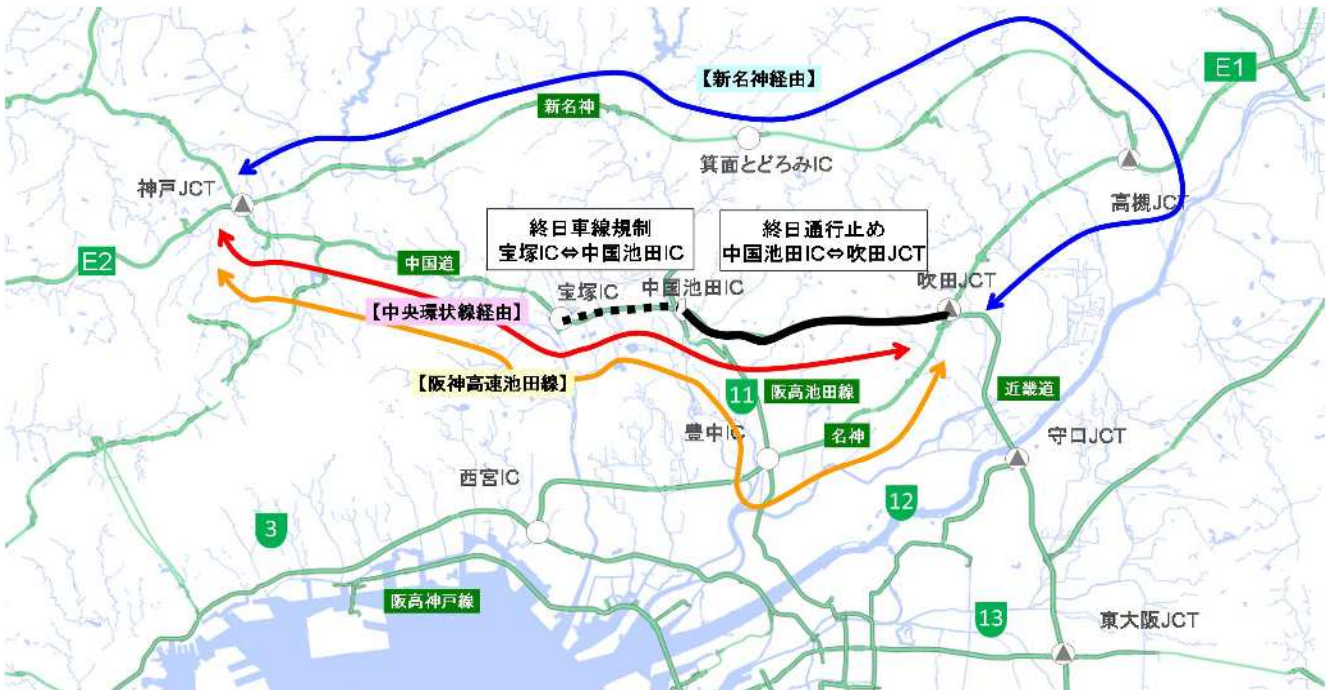 【新名神経由】
E1
新名神
箕面とどろみIC
神戸JCT
高槻JCT
終日車線規制
宝塚IC⇔中国池田IC
終日通行止め
中国池田IC⇔吹田JCT
E2
中国道
宝塚IC
中国池田IC
吹田JCT
【中央環状線経由】
【阪神高速池田線】
11
阪高池田線
近畿道
豊中IC
名神
守口JCT
西宮IC
12
3
阪高神戸線
13
東大阪JCT